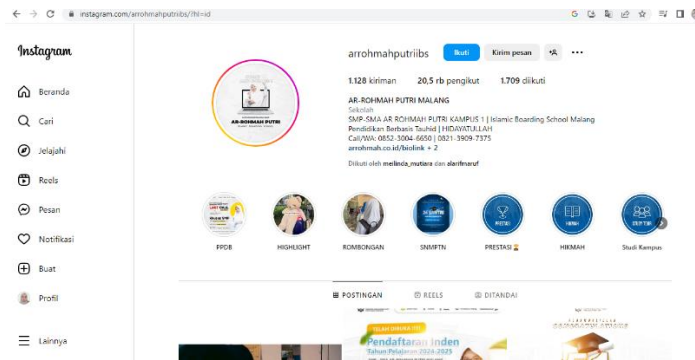 instagram.com/arrohmahputriibs/?hl=id
Instagram
Beranda
Cari
Jelajahi
Reels
Pesan
Notifikasi
Buat
Profil
Lainnya
arrohmahputriibs
Ikuti
Kirim pesan
1.128 kiriman 20,5 rb pengikut 1.709 diikuti
AR-ROHMAH PUTRI MALANG
Sekolah
SMP-SMA AR ROHMAH PUTRI KAMPUS 1 | Islamic Boarding School Malang
Pendidikan Berbasis Tauhid | HIDAYATULLAH
Call/WA: 0852-3004-6650 | 0821-3909-7375
arrohmah.co.id/biolink + 2
Diikuti oleh meilinda_mutiara dan alarifmaruf
AR-ROHMAH PUTRI
PPDB
HIGHLIGHT
ROMBONGAN
SNMPTN
PRESTASI
HIKMAH
Studi Kampus
POSTINGAN
REELS
DITANDAI
TELAH DIBUKA
Pendaftaran Inden
Tahun Pelajaran 2024-2025